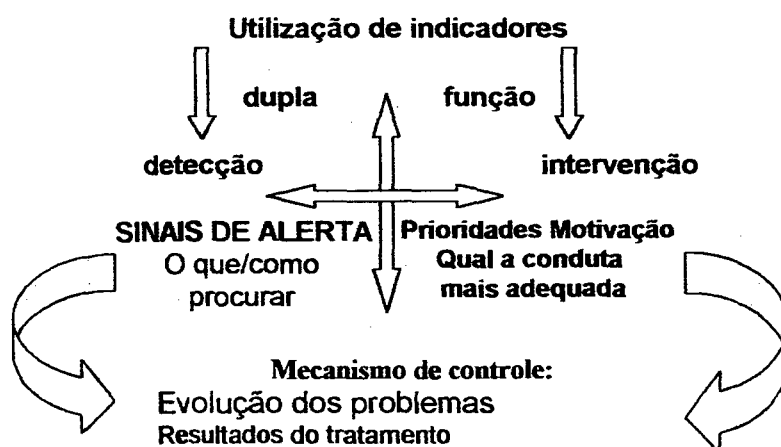 Utilização de indicadores
dupla função
detecção intervenção
SINAIS DE ALERTA Prioridades Motivação
O que/como Qual a conduta
procurar mais adequada
Mecanismo de controle:
Evolução dos problemas
Resultados do tratamento